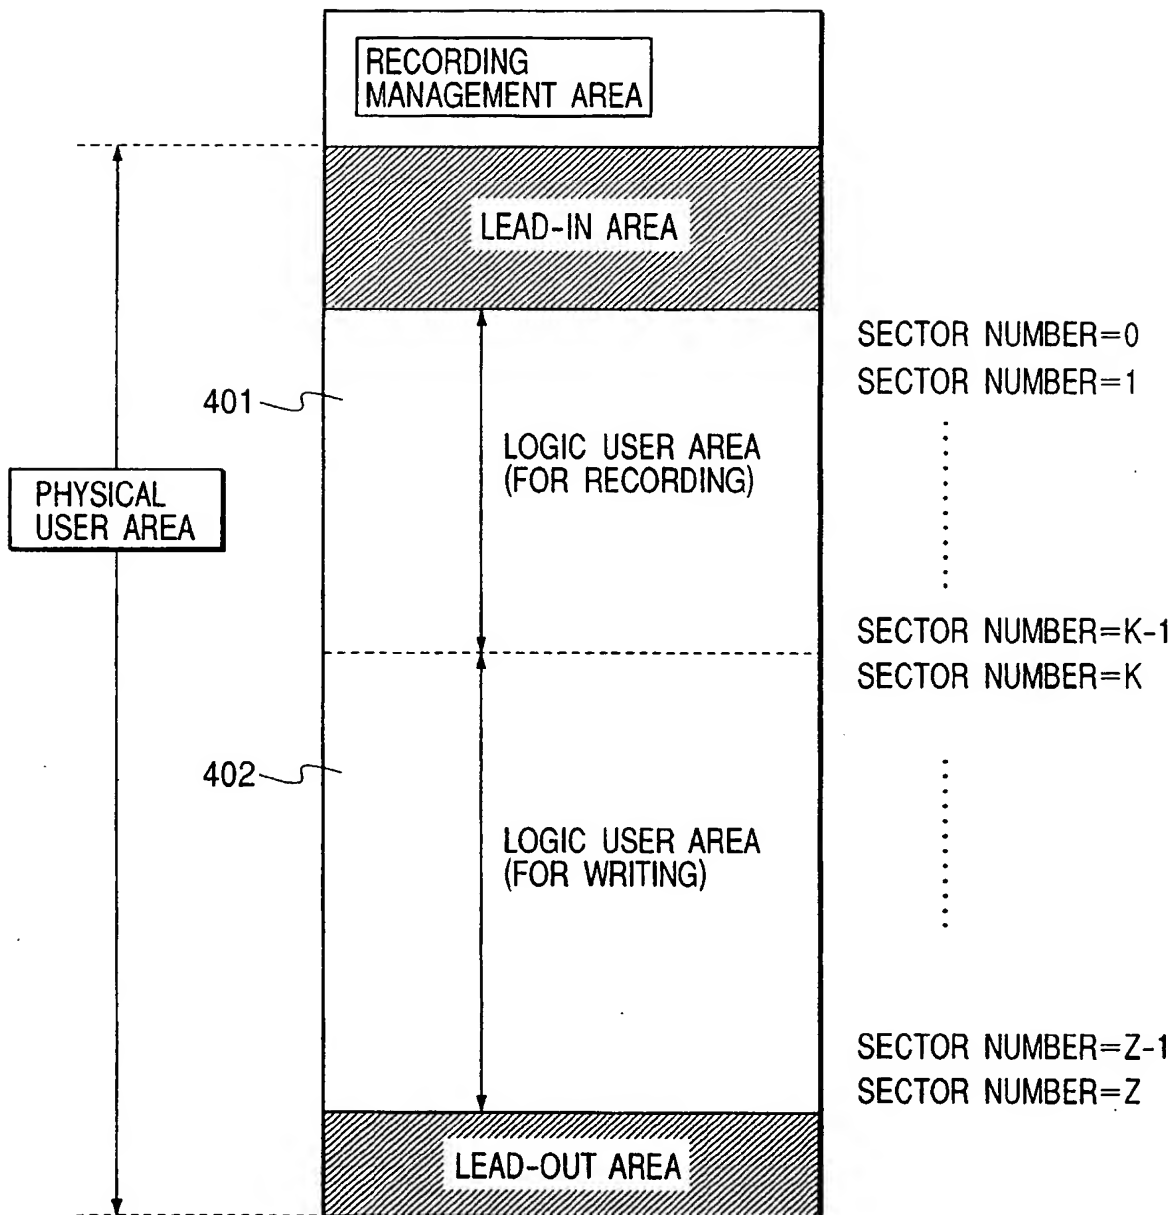 RECORDING
MANAGEMENT AREA
LEAD-IN AREA
SECTOR NUMBER=0
SECTOR NUMBER=1
401
LOGIC USER AREA
(FOR RECORDING)
PHYSICAL
USER AREA
SECTOR NUMBER=K-1
SECTOR NUMBER=K
402
LOGIC USER AREA
(FOR WRITING)
SECTOR NUMBER=Z-1
SECTOR NUMBER=Z
LEAD-OUT AREA